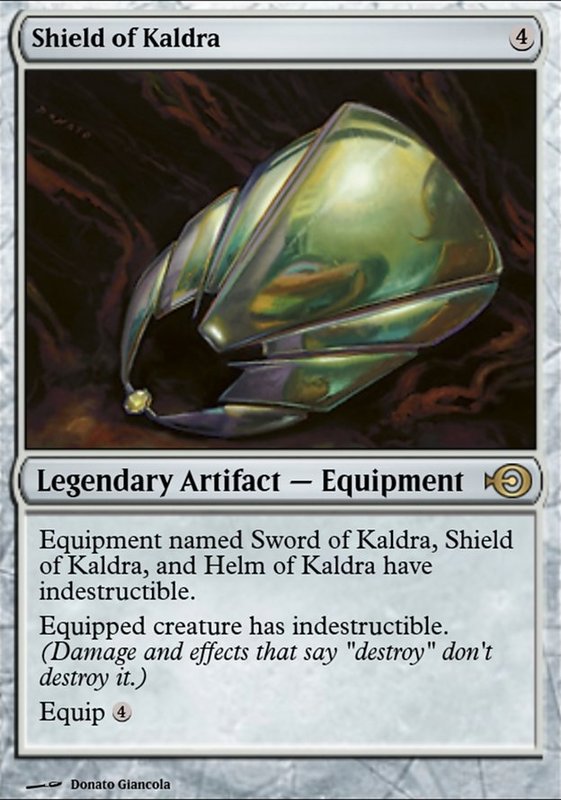 Shield of Kaldra 4
DONATO
Legendary Artifact — Equipment
Equipment named Sword of Kaldra, Shield
of Kaldra, and Helm of Kaldra have
indestructible.
Equipped creature has indestructible.
(Damage and effects that say "destroy" don't
destroy it.)
Equip 4
Donato Giancola